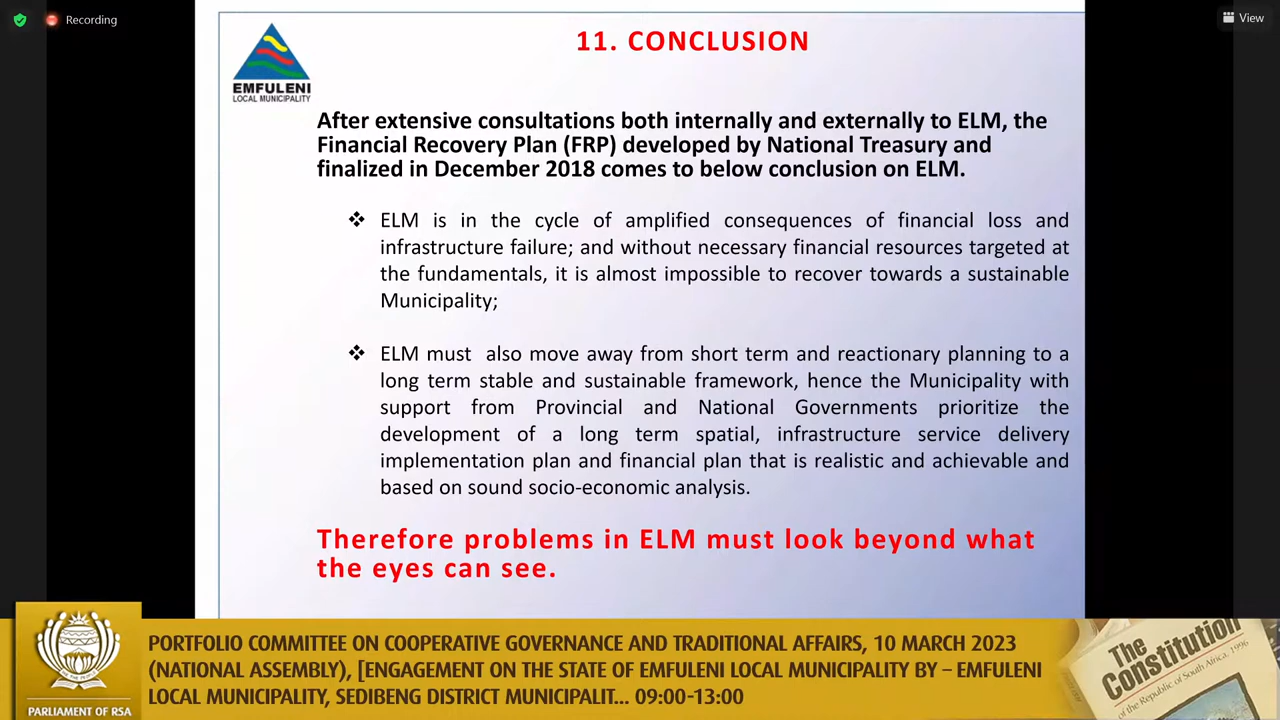 Recording
View
11. CONCLUSION
EMFULENI
LOCAL MUNICIPALITY
After extensive consultations both internally and externally to ELM, the
Financial Recovery Plan (FRP) developed by National Treasury and
finalized in December 2018 comes to below conclusion on ELM.
❖ ELM is in the cycle of amplified consequences of financial loss and
infrastructure failure; and without necessary financial resources targeted at
the fundamentals, it is almost impossible to recover towards a sustainable
Municipality;
❖ ELM must also move away from short term and reactionary planning to a
long term stable and sustainable framework, hence the Municipality with
support from Provincial and National Governments prioritize the
development of a long term spatial, infrastructure service delivery
implementation plan and financial plan that is realistic and achievable and
based on sound socio-economic analysis.
Therefore problems in ELM must look beyond what
the eyes can see.
PORTFOLIO COMMITTEE ON COOPERATIVE GOVERNANCE AND TRADITIONAL AFFAIRS, 10 MARCH 2023
(NATIONAL ASSEMBLY), [ENGAGEMENT ON THE STATE OF EMFULENI LOCAL MUNICIPALITY BY – EMFULENI
LOCAL MUNICIPALITY, SEDIBENG DISTRICT MUNICIPALIT... 09:00-13:00
PARLIAMENT OF RSA
The
Constitution
of the Republic of South Africa, 1996